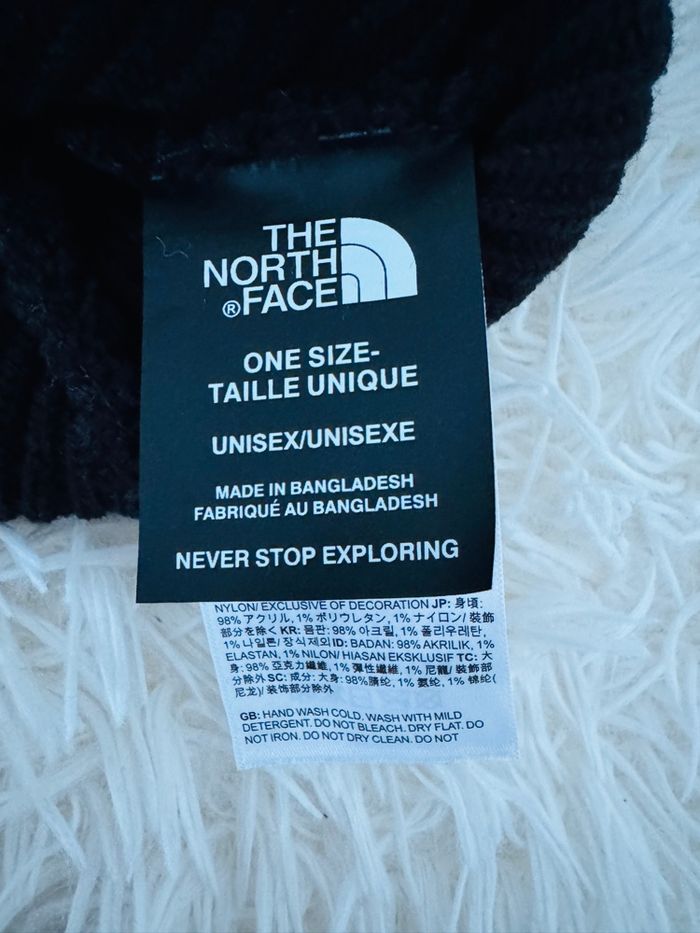 THE
NORTH
®FACE
ONE SIZE-
TAILLE UNIQUE
UNISEX/UNISEXE
MADE IN BANGLADESH
FABRIQUÉ AU BANGLADESH
NEVER STOP EXPLORING
NYLON/ EXCLUSIVE OF DECORATION JP: 身頃:
98% アクリル, 1% ポリウレタン, 1% ナイロン/ 装飾
部分を除く KR: 몸판: 98% 아크릴, 1% 폴리우레탄,
1% 나일론/ 장식제외 ID: BADAN: 98% AKRILIK, 1%
ELASTAN, 1% NILON/ HIASAN EKSKLUSIF TC: 大
身: 98% 亞克力纖維, 1% 彈性纖維, 1% 尼龍/ 裝飾部
分除外 SC: 成分: 大身: 98%腈纶, 1% 氨纶, 1% 锦纶(
尼龙)/ 装饰部分除外
GB: HAND WASH COLD. WASH WITH MILD
DETERGENT. DO NOT BLEACH. DRY FLAT. DO
NOT IRON. DO NOT DRY CLEAN. DO NOT